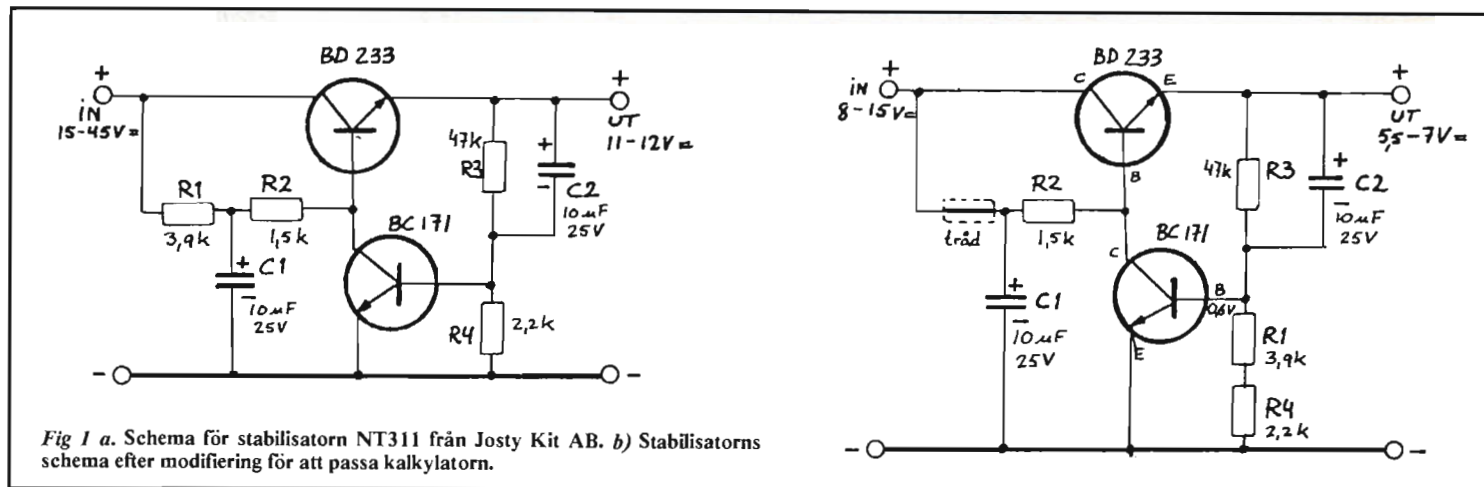 BD 233
+
iN
15-45V=
+
UT
11-12V=
47k
R3
+
-
C2
10µF
25V
R1
3,9k
R2
1,5k
BC 171
+
C1
-
10µF
25V
R4
2,2k
-
-
Fig 1 a. Schema för stabilisatorn NT311 från Josty Kit AB. b) Stabilisatorns
schema efter modifiering för att passa kalkylatorn.
BD 233
C
E
B
+
iN
8-15V=
+
UT
5,5-7V=
47k
R3
+
C2
-
10µF
25V
tråd
R2
1,5k
BC 171
C
B
0,6V
E
+
C1
-
10µF
25V
R1
3,9k
R4
2,2k
-
-